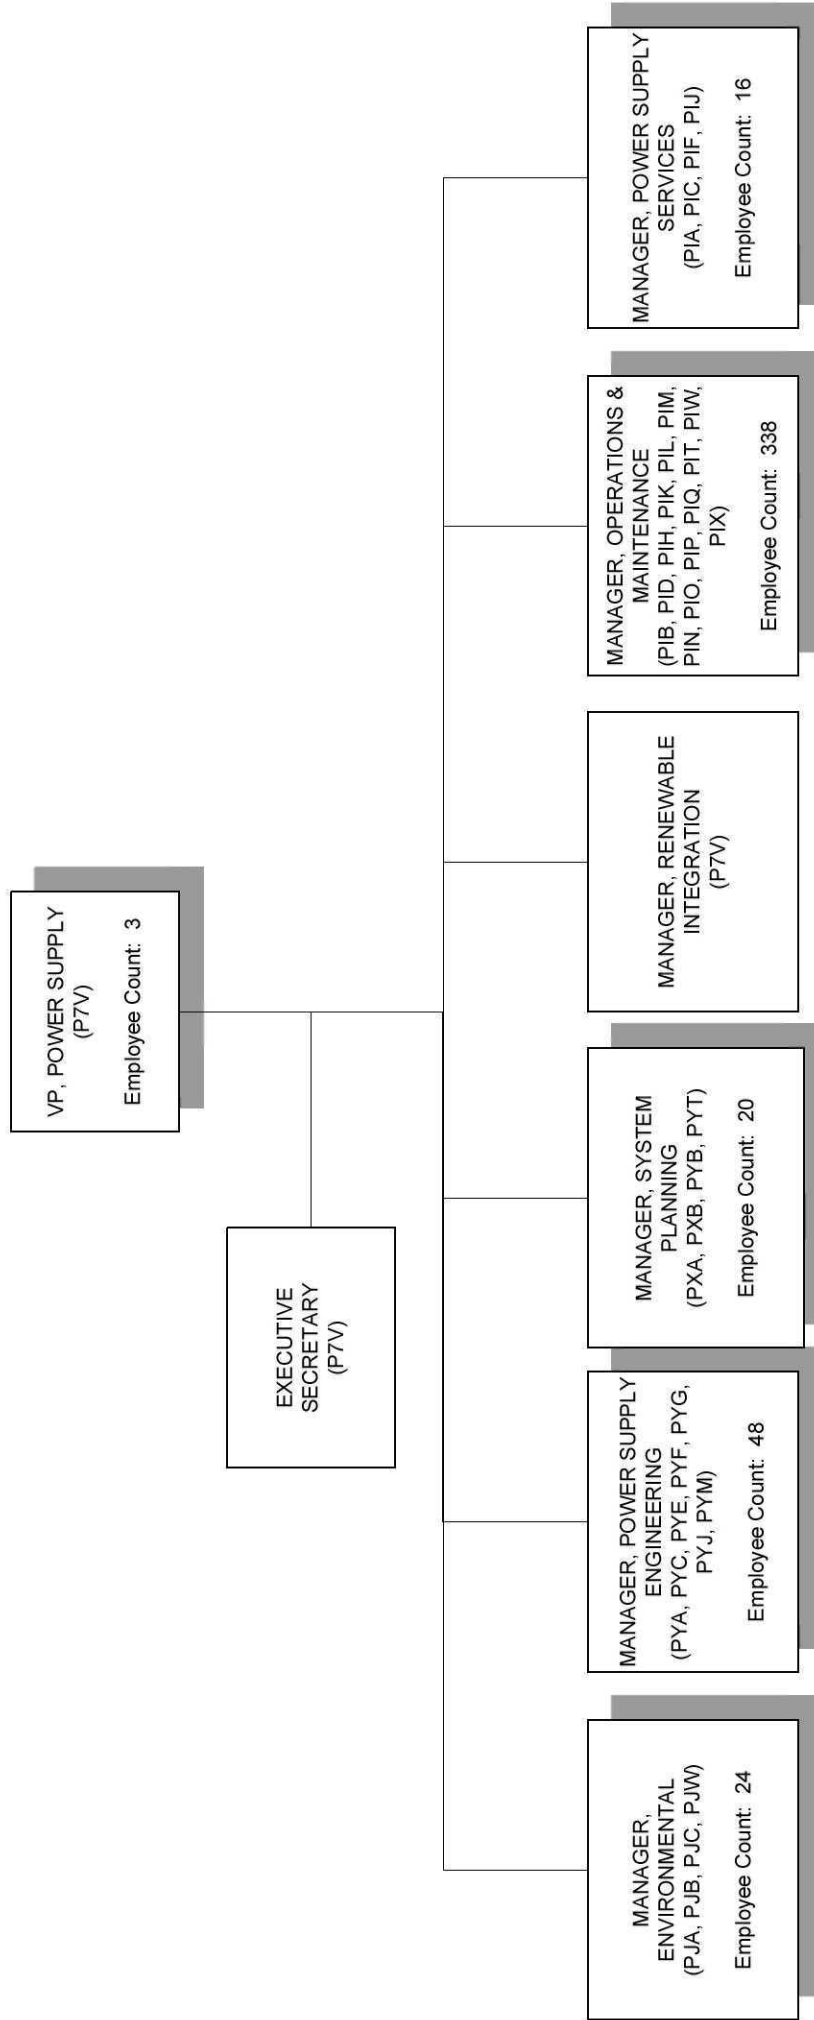 VP, POWER SUPPLY
(P7V)
Employee Count: 3
EXECUTIVE
SECRETARY
(P7V)
MANAGER,
ENVIRONMENTAL
(PJA, PJB, PJC, PJW)
Employee Count: 24
MANAGER, POWER SUPPLY
ENGINEERING
(PYA, PYC, PYE, PYF, PYG,
PYJ, PYM)
Employee Count: 48
MANAGER, SYSTEM
PLANNING
(PXA, PXB, PYB, PYT)
Employee Count: 20
MANAGER, RENEWABLE
INTEGRATION
(P7V)
MANAGER, OPERATIONS &
MAINTENANCE
(PIB, PID, PIH, PIK, PIL, PIM,
PIN, PIO, PIP, PIQ, PIT, PIW,
PIX)
Employee Count: 338
MANAGER, POWER SUPPLY
SERVICES
(PIA, PIC, PIF, PIJ)
Employee Count: 16